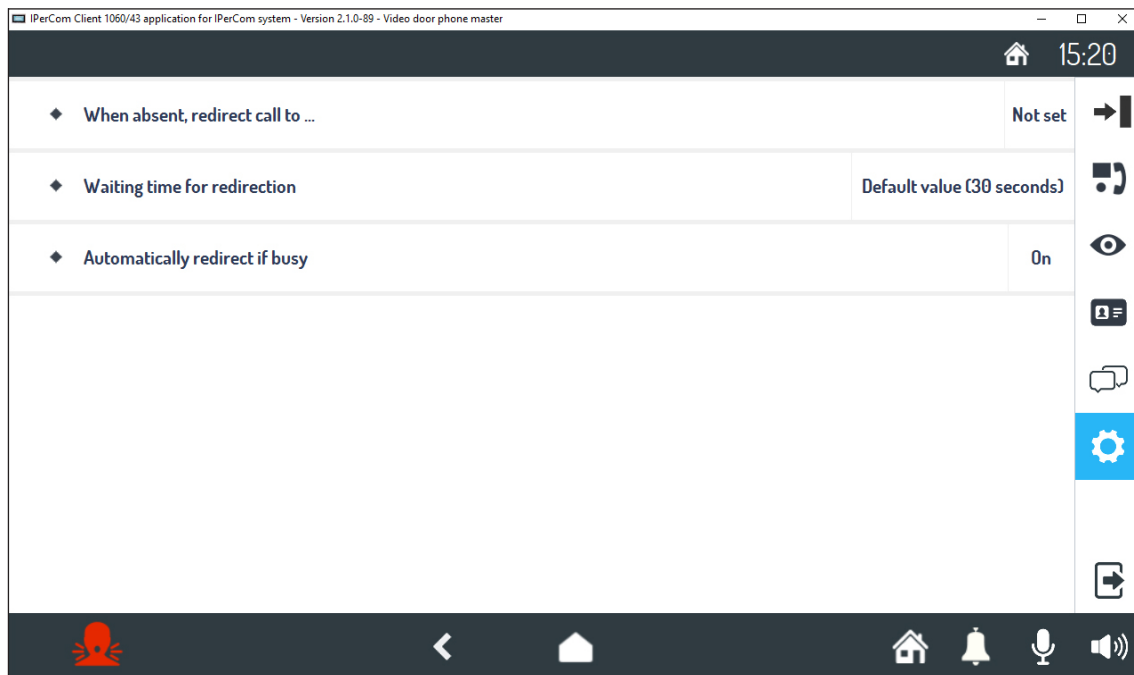 IPerCom Client 1060/43 application for IPerCom system - Version 2.1.0-89 - Video door phone master
15:20
When absent, redirect call to ... Not set
Waiting time for redirection Default value (30 seconds)
Automatically redirect if busy On